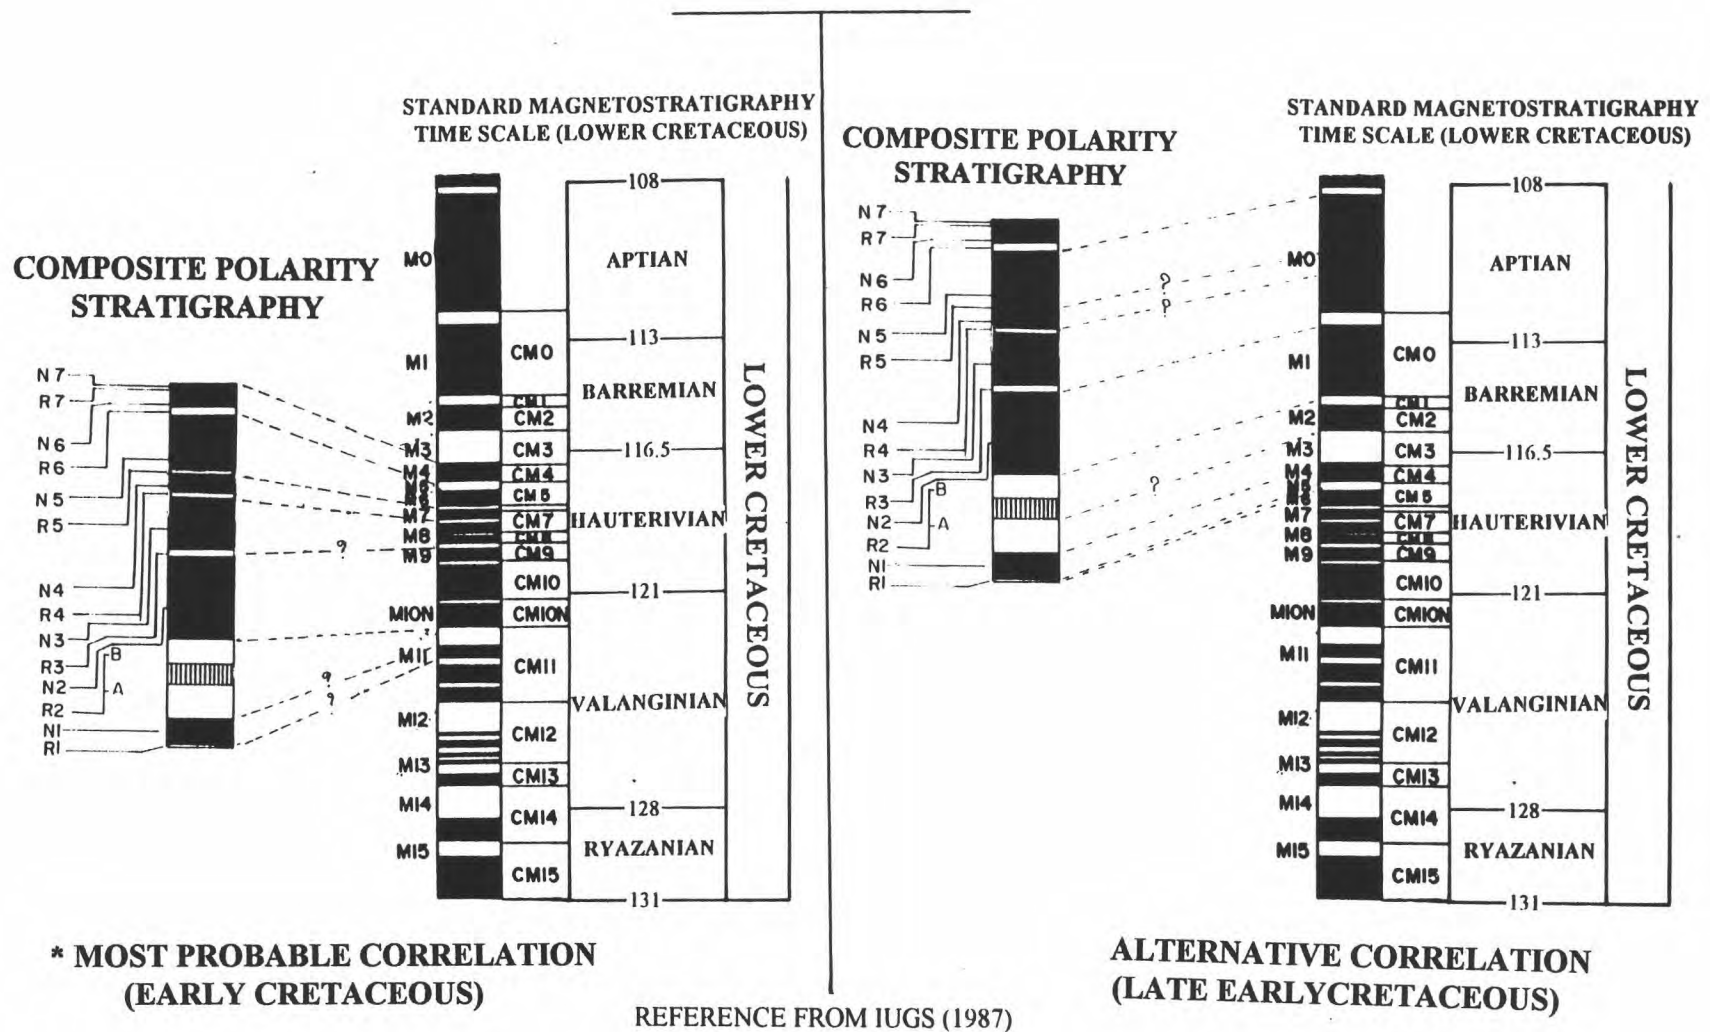 STANDARD MAGNETOSTRATIGRAPHY
TIME SCALE (LOWER CRETACEOUS)
COMPOSITE POLARITY
STRATIGRAPHY
N7
R7
N6
R6
N5
R5
N4
R4
N3
R3
N2
R2
N1
R1
B
A
?
?
?
M0
M1
M2
M3
M4
M7
M8
M9
M10N
M11
M12
M13
M14
M15
CM0
CM1
CM2
CM3
CM4
CM5
CM7
CM8
CM9
CM10
CM10N
CM11
CM12
CM13
CM14
CM15
108
APTIAN
113
BARREMIAN
116.5
HAUTERIVIAN
121
VALANGINIAN
128
RYAZANIAN
131
LOWER CRETACEOUS
* MOST PROBABLE CORRELATION
(EARLY CRETACEOUS)
STANDARD MAGNETOSTRATIGRAPHY
TIME SCALE (LOWER CRETACEOUS)
COMPOSITE POLARITY
STRATIGRAPHY
N7
R7
N6
R6
N5
R5
N4
R4
N3
R3
N2
R2
N1
R1
B
A
?
?
?
M0
M1
M2
M3
M4
M7
M8
M9
M10N
M11
M12
M13
M14
M15
CM0
CM1
CM2
CM3
CM4
CM5
CM7
CM8
CM9
CM10
CM10N
CM11
CM12
CM13
CM14
CM15
108
APTIAN
113
BARREMIAN
116.5
HAUTERIVIAN
121
VALANGINIAN
128
RYAZANIAN
131
LOWER CRETACEOUS
ALTERNATIVE CORRELATION
(LATE EARLYCRETACEOUS)
REFERENCE FROM IUGS (1987)